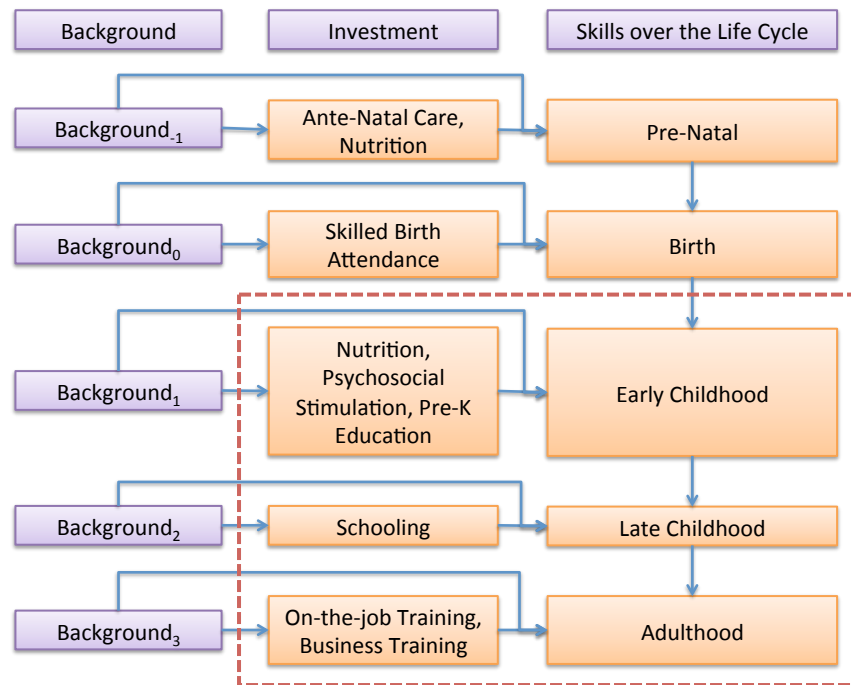 Background
Investment
Skills over the Life Cycle
Background₋₁
Ante-Natal Care,
Nutrition
Pre-Natal
Background₀
Skilled Birth
Attendance
Birth
Background₁
Nutrition,
Psychosocial
Stimulation, Pre-K
Education
Early Childhood
Background₂
Schooling
Late Childhood
Background₃
On-the-job Training,
Business Training
Adulthood